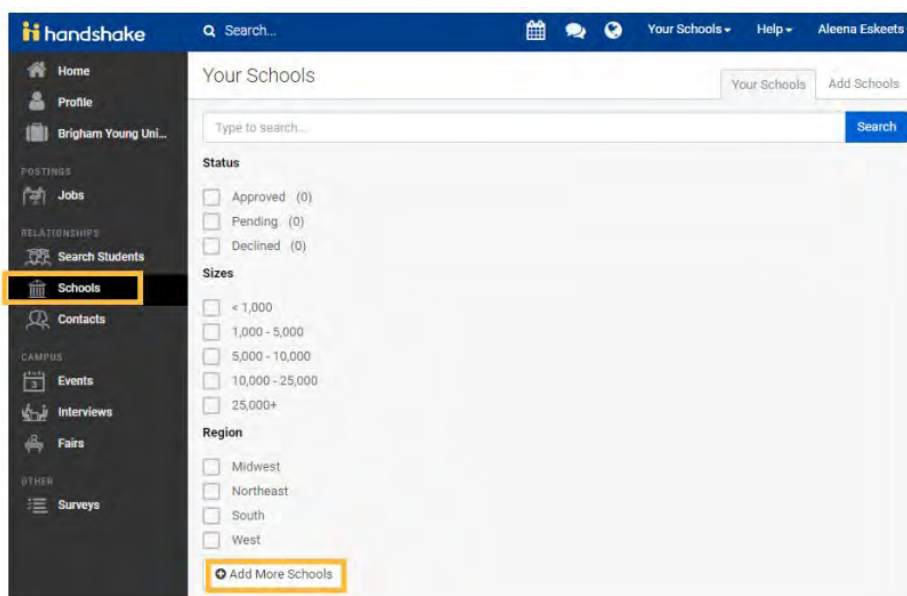 handshake
Search...
Your Schools
Help
Aleena Eskeets
Home
Profile
Brigham Young Uni...
POSTINGS
Jobs
RELATIONSHIPS
Search Students
Schools
Contacts
CAMPUS
3
Events
Interviews
Fairs
OTHER
Surveys
Your Schools
Your Schools
Add Schools
Type to search...
Search
Status
Approved (0)
Pending (0)
Declined (0)
Sizes
< 1,000
1,000 - 5,000
5,000 - 10,000
10,000 - 25,000
25,000+
Region
Midwest
Northeast
South
West
Add More Schools